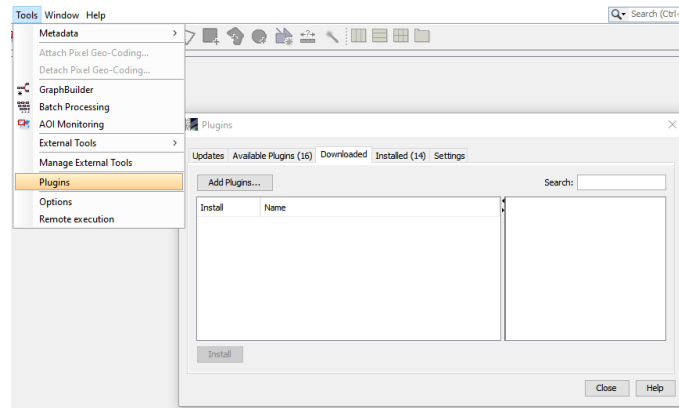 Tools Window Help
Search (Ctrl+
Metadata
Attach Pixel Geo-Coding...
Detach Pixel Geo-Coding...
GraphBuilder
Batch Processing
AOI Monitoring
External Tools
Manage External Tools
Plugins
Options
Remote execution
Plugins
Updates Available Plugins (16) Downloaded Installed (14) Settings
Add Plugins... Search:
Install Name
Install
Close Help